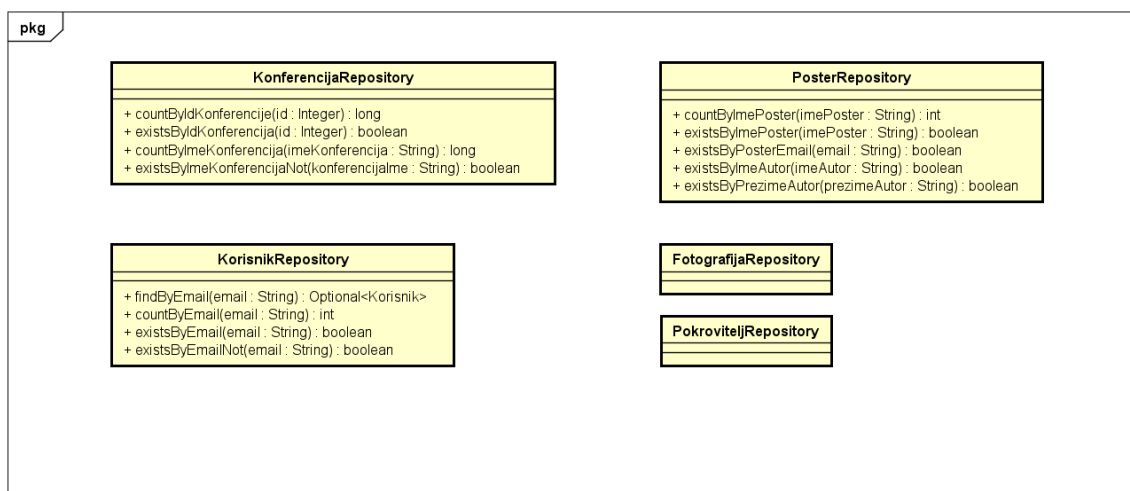 pkg
KonferencijaRepository
+ countByIdKonferencije(id : Integer) : long
+ existsByIdKonferencija(id : Integer) : boolean
+ countByImeKonferencija(imeKonferencija : String) : long
+ existsByImeKonferencijaNot(konferencijaIme : String) : boolean
PosterRepository
+ countByImePoster(imePoster : String) : int
+ existsByImePoster(imePoster : String) : boolean
+ existsByPosterEmail(email : String) : boolean
+ existsByImeAutor(imeAutor : String) : boolean
+ existsByPrezimeAutor(prezimeAutor : String) : boolean
KorisnikRepository
+ findByEmail(email : String) : Optional<Korisnik>
+ countByEmail(email : String) : int
+ existsByEmail(email : String) : boolean
+ existsByEmailNot(email : String) : boolean
FotografijaRepository
PokroviteljRepository